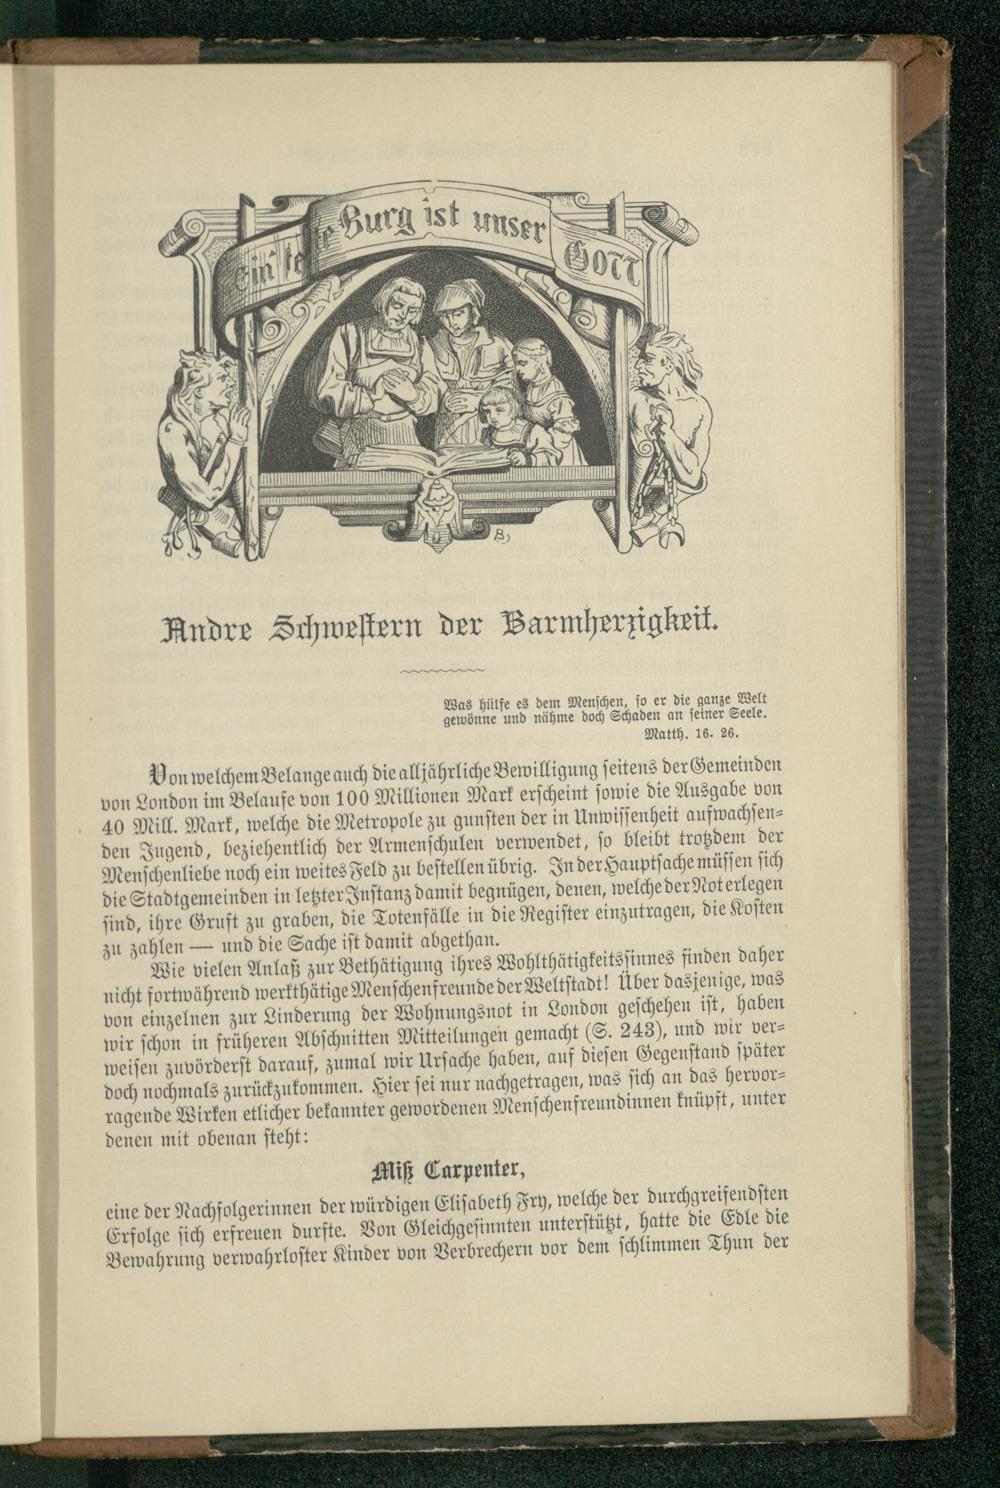 Ein' feste Burg ist unser GOTT
B
Andre Schwestern der Barmherzigkeit.
Was hülfe es dem Menschen, so er die ganze Welt
gewönne und nähme doch Schaden an seiner Seele.
Matth. 16. 26.
Von welchem Belange auch die alljährliche Bewilligung seitens der Gemeinden
von London im Belaufe von 100 Millionen Mark erscheint sowie die Ausgabe von
40 Mill. Mark, welche die Metropole zu gunsten der in Unwissenheit aufwachsen-
den Jugend, beziehentlich der Armenschulen verwendet, so bleibt trotzdem der
Menschenliebe noch ein weites Feld zu bestellen übrig. In der Hauptsache müssen sich
die Stadtgemeinden in letzter Instanz damit begnügen, denen, welche der Not erlegen
sind, ihre Gruft zu graben, die Totenfälle in die Register einzutragen, die Kosten
zu zahlen — und die Sache ist damit abgethan.
Wie vielen Anlaß zur Bethätigung ihres Wohlthätigkeitssinnes finden daher
nicht fortwährend werkthätige Menschenfreunde der Weltstadt! Über dasjenige, was
von einzelnen zur Linderung der Wohnungsnot in London geschehen ist, haben
wir schon in früheren Abschnitten Mitteilungen gemacht (S. 243), und wir ver-
weisen zuvörderst darauf, zumal wir Ursache haben, auf diesen Gegenstand später
doch nochmals zurückzukommen. Hier sei nur nachgetragen, was sich an das hervor-
ragende Wirken etlicher bekannter gewordenen Menschenfreundinnen knüpft, unter
denen mit obenan steht:
Miß Carpenter,
eine der Nachfolgerinnen der würdigen Elisabeth Fry, welche der durchgreifendsten
Erfolge sich erfreuen durfte. Von Gleichgesinnten unterstützt, hatte die Edle die
Bewahrung verwahrloster Kinder von Verbrechern vor dem schlimmen Thun der